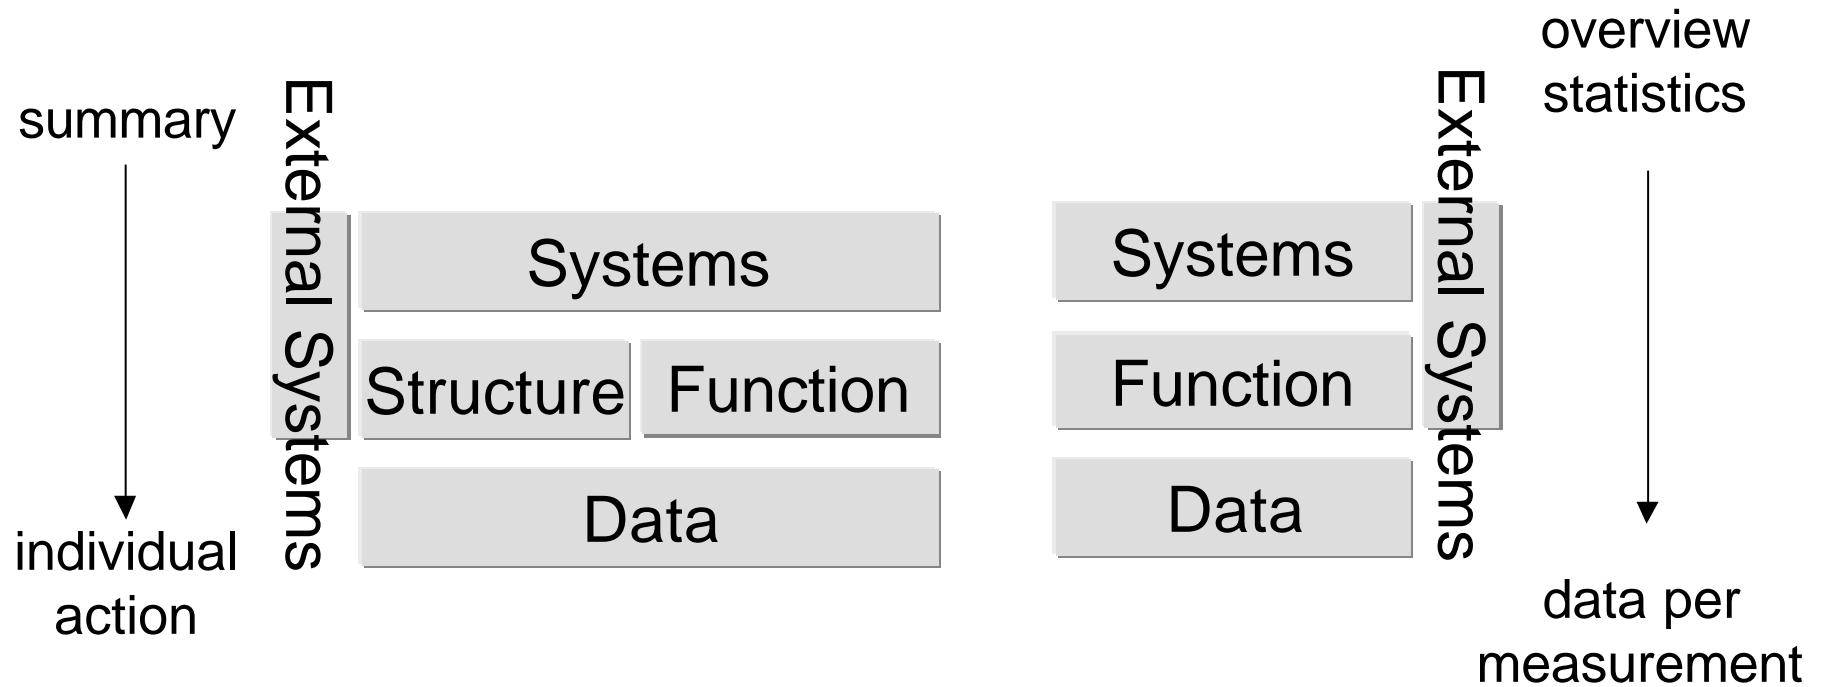 summary
individual
action
External Systems
Systems
Structure
Function
Data
Systems
Function
Data
External Systems
overview
statistics
data per
measurement